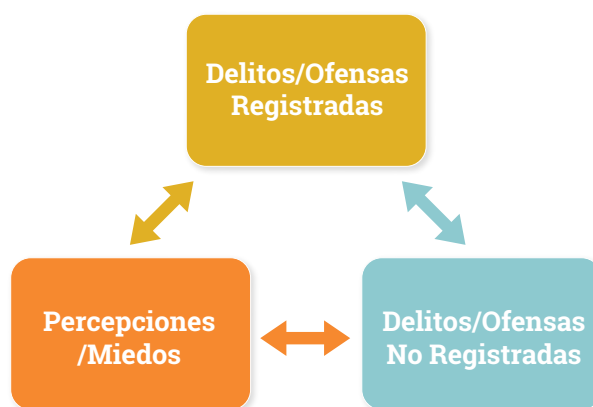 Delitos/Ofensas
Registradas
Percepciones
/Miedos
Delitos/Ofensas
No Registradas